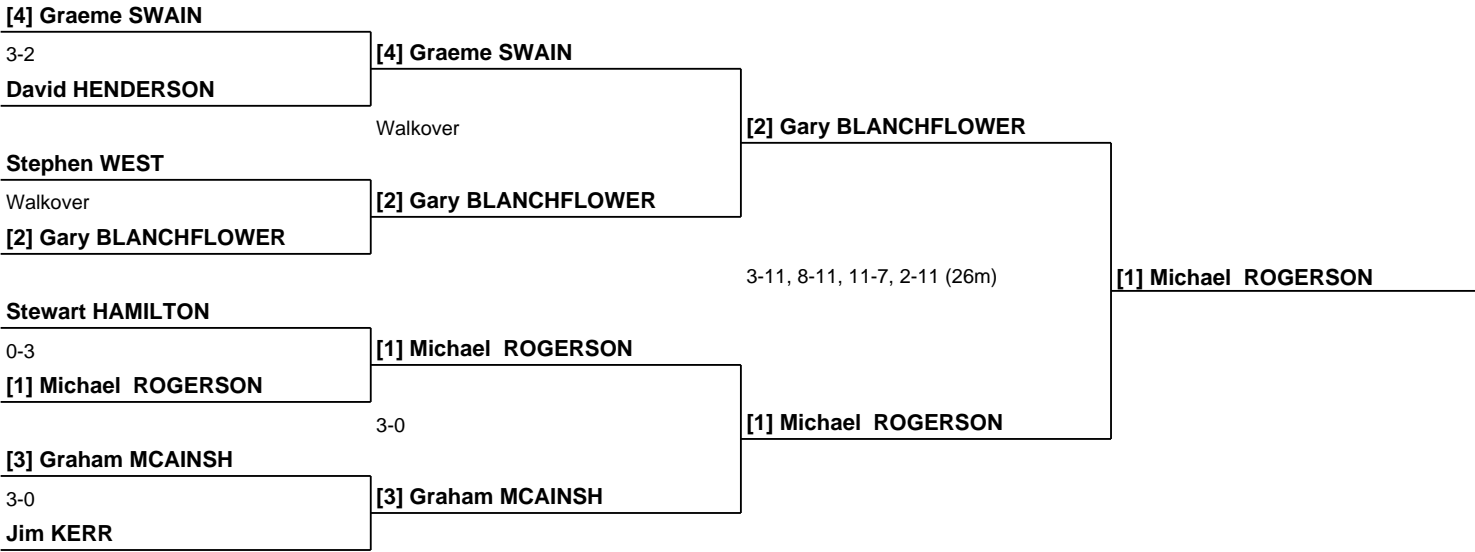 [4] Graeme SWAIN
3-2
David HENDERSON
Stephen WEST
Walkover
[2] Gary BLANCHFLOWER
Stewart HAMILTON
0-3
[1] Michael  ROGERSON
[3] Graham MCAINSH
3-0
Jim KERR
[4] Graeme SWAIN
Walkover
[2] Gary BLANCHFLOWER
[1] Michael  ROGERSON
3-0
[3] Graham MCAINSH
[2] Gary BLANCHFLOWER
3-11, 8-11, 11-7, 2-11 (26m)
[1] Michael  ROGERSON
[1] Michael  ROGERSON